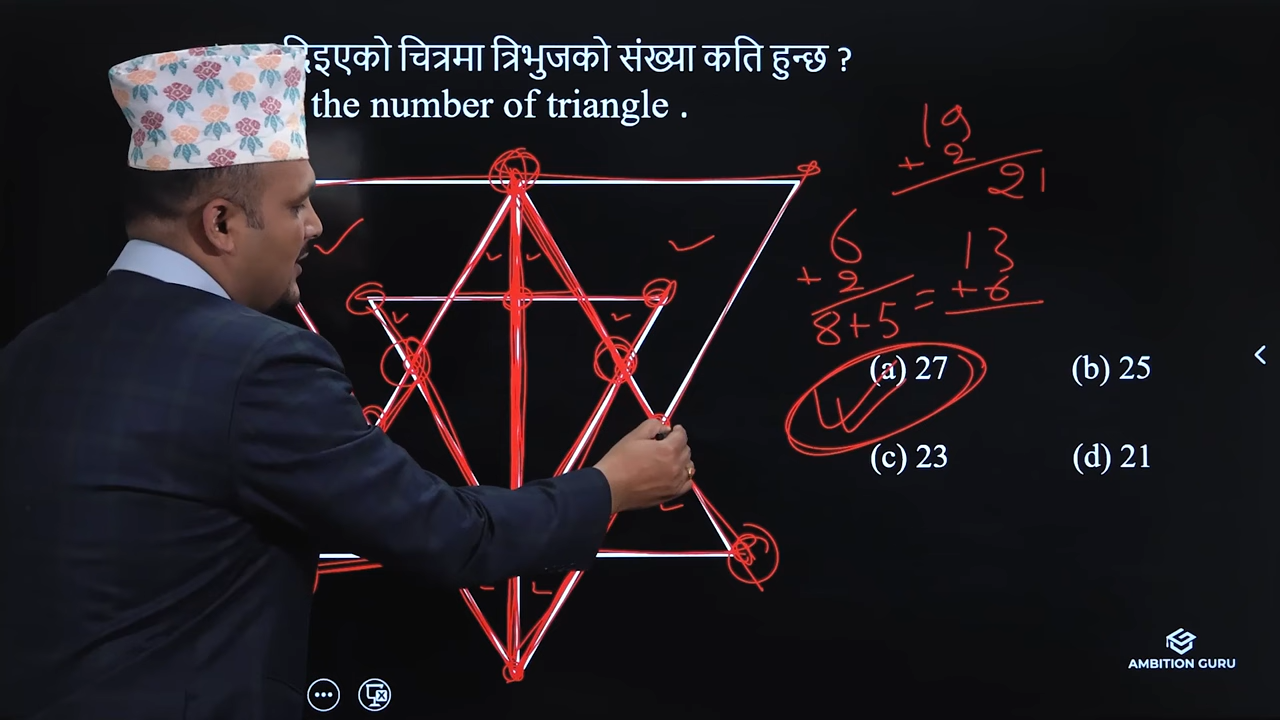 दिइएको चित्रमा त्रिभुजको संख्या कति हुन्छ ?
the number of triangle .
19
+ 2
21
6
+ 2
8+5 = 13
+ 6
(a) 27
(b) 25
(c) 23
(d) 21
AMBITION GURU